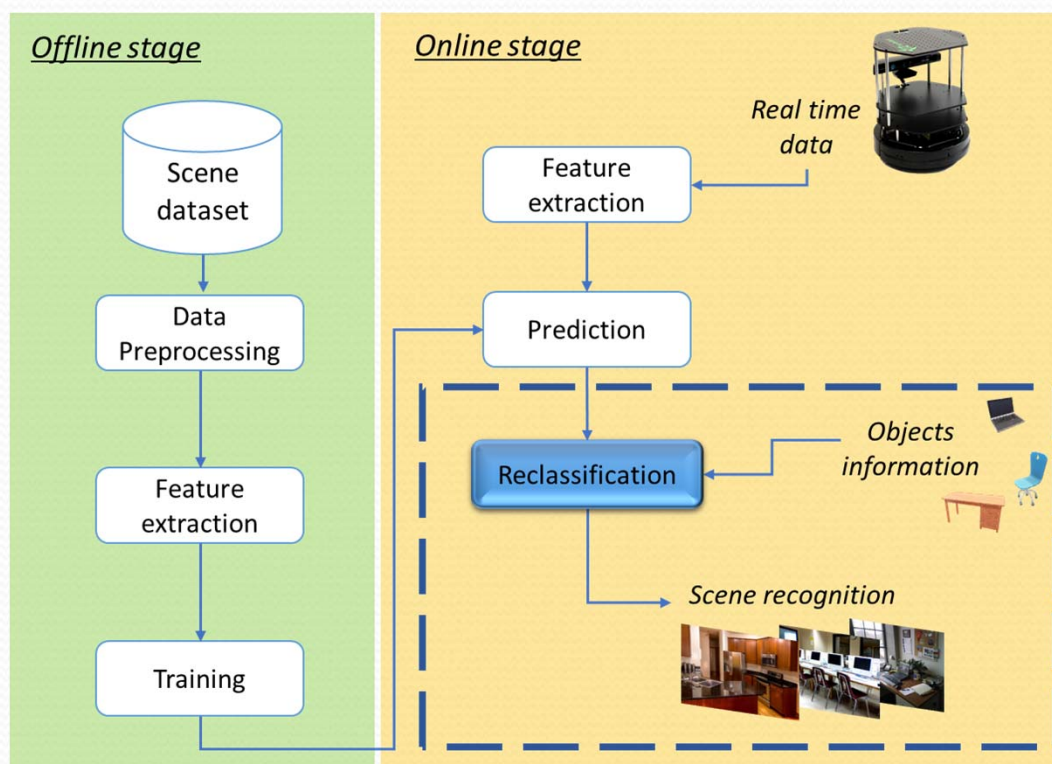 Offline stage
Scene
dataset
Data
Preprocessing
Feature
extraction
Training
Online stage
Real time
data
Feature
extraction
Prediction
Reclassification
Objects
information
Scene recognition